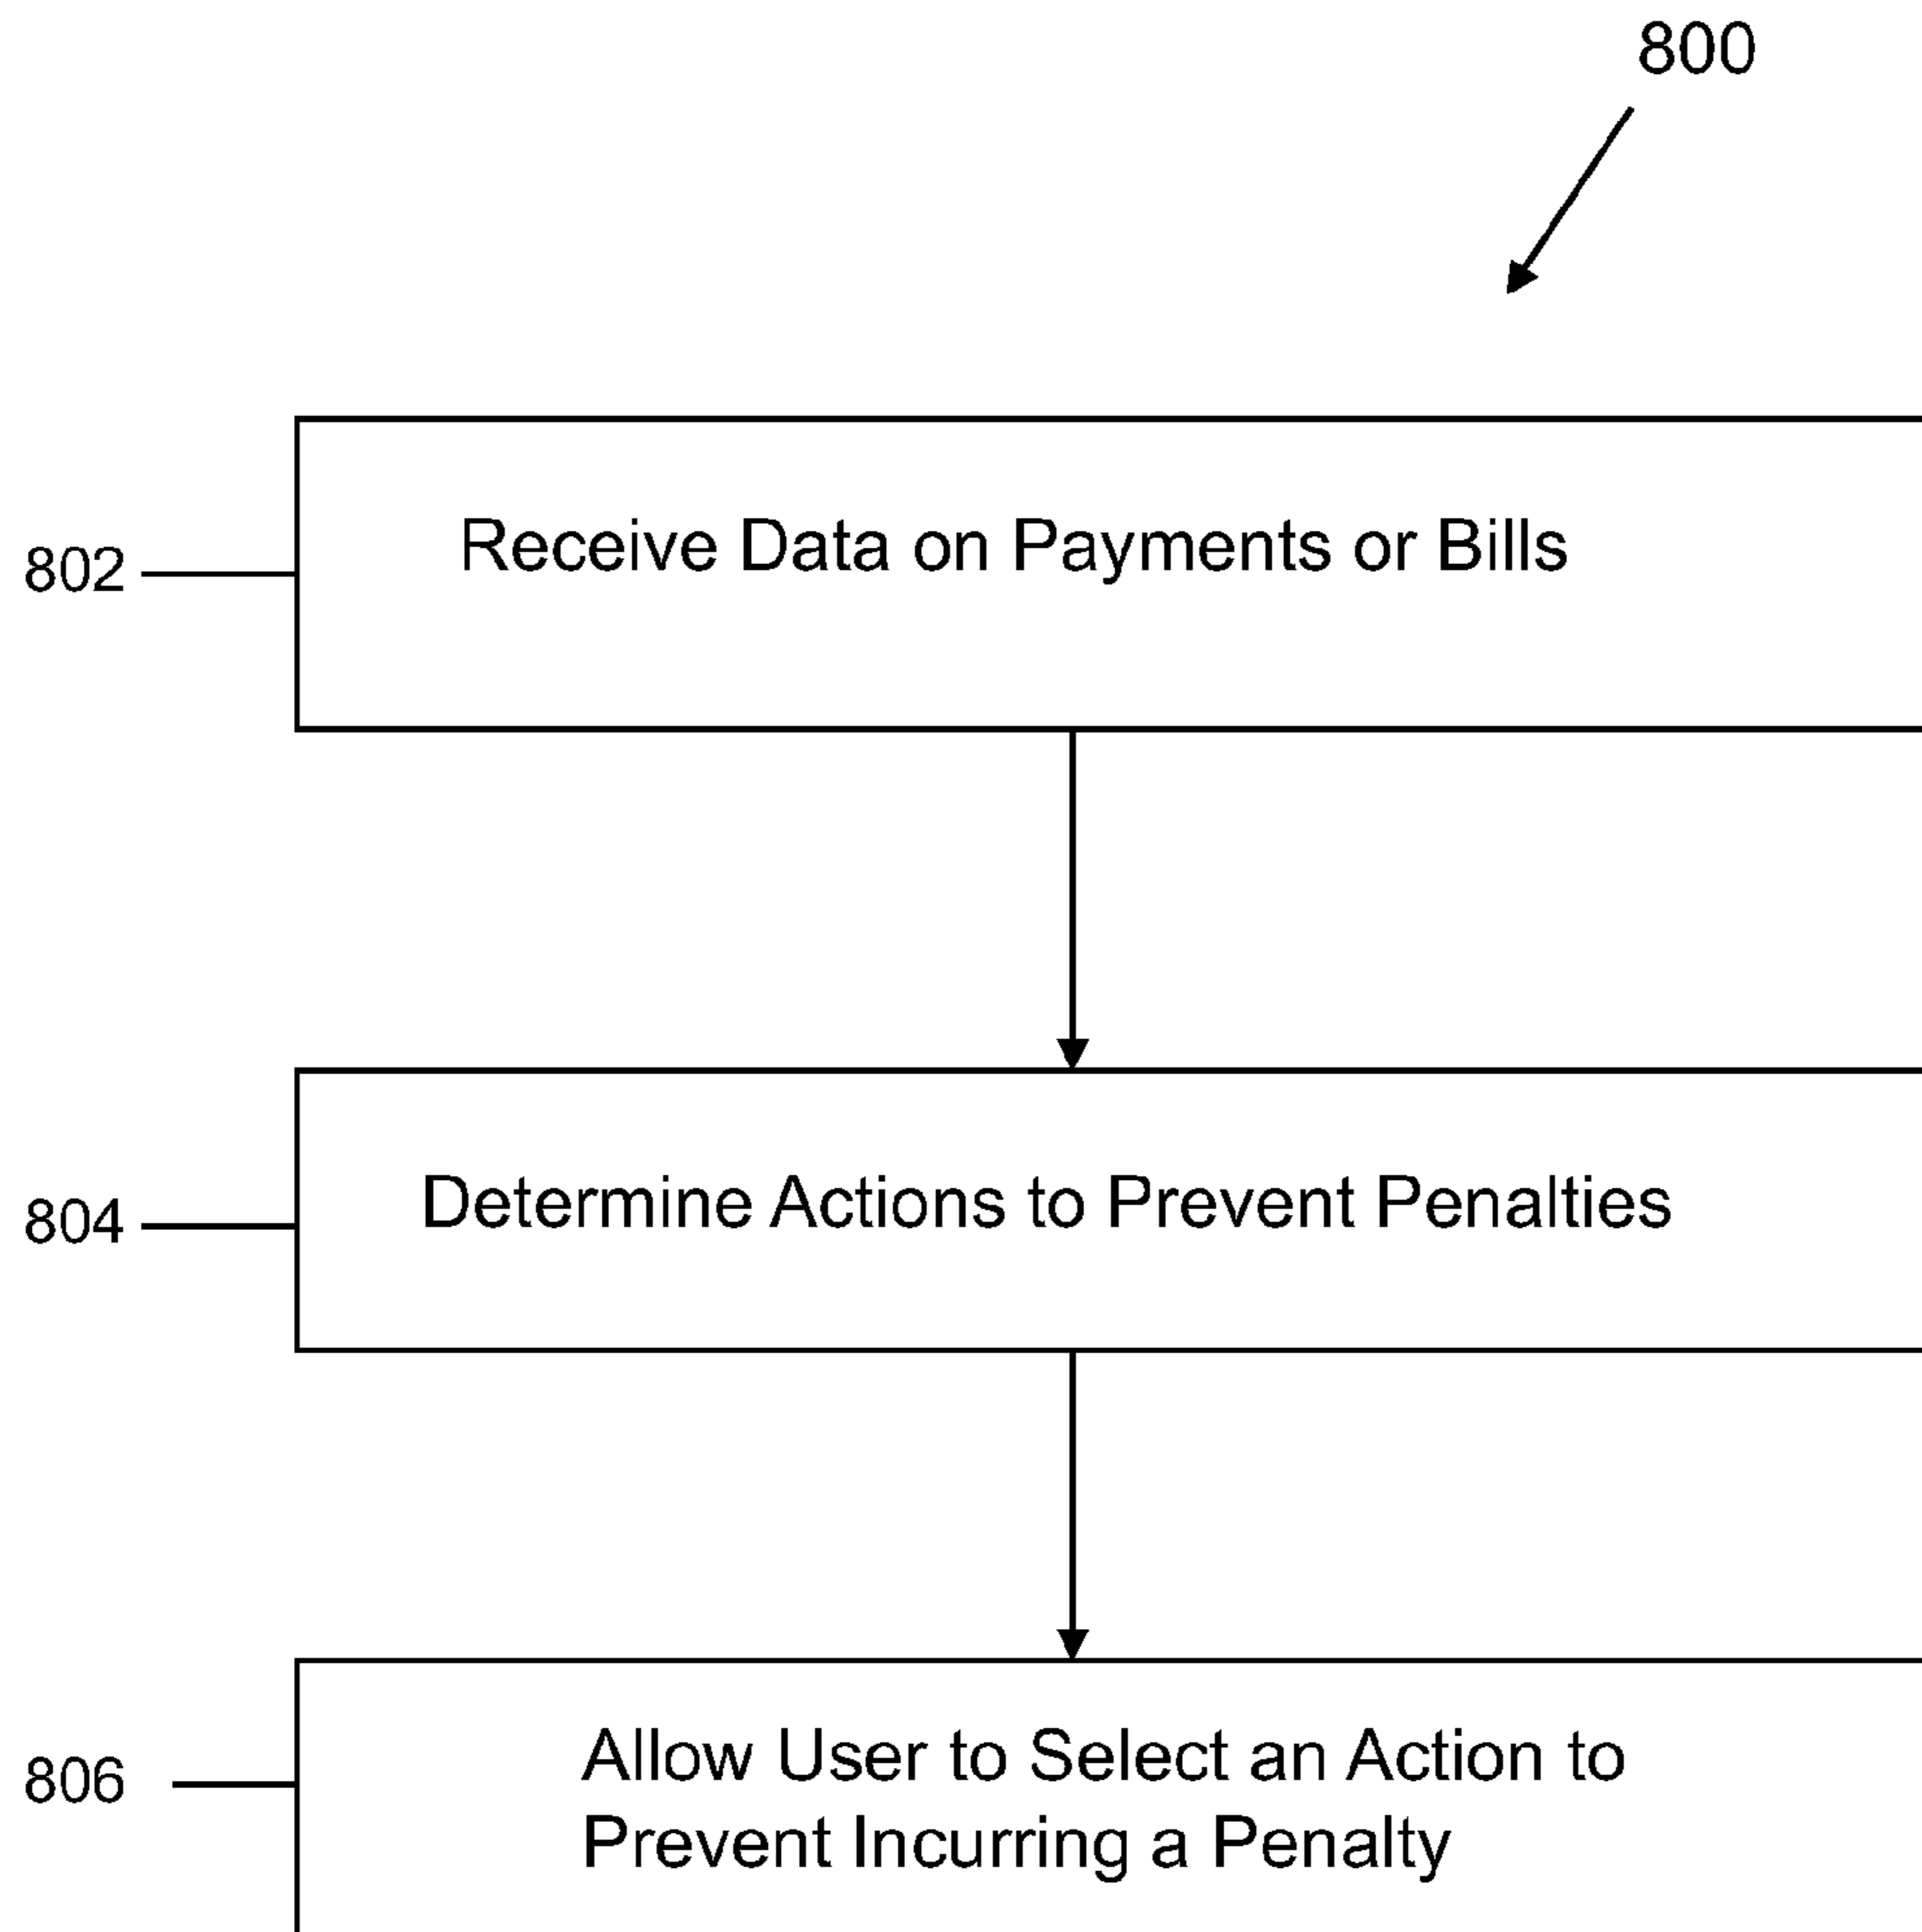 800
802
Receive Data on Payments or Bills
804
Determine Actions to Prevent Penalties
806
Allow User to Select an Action to
Prevent Incurring a Penalty